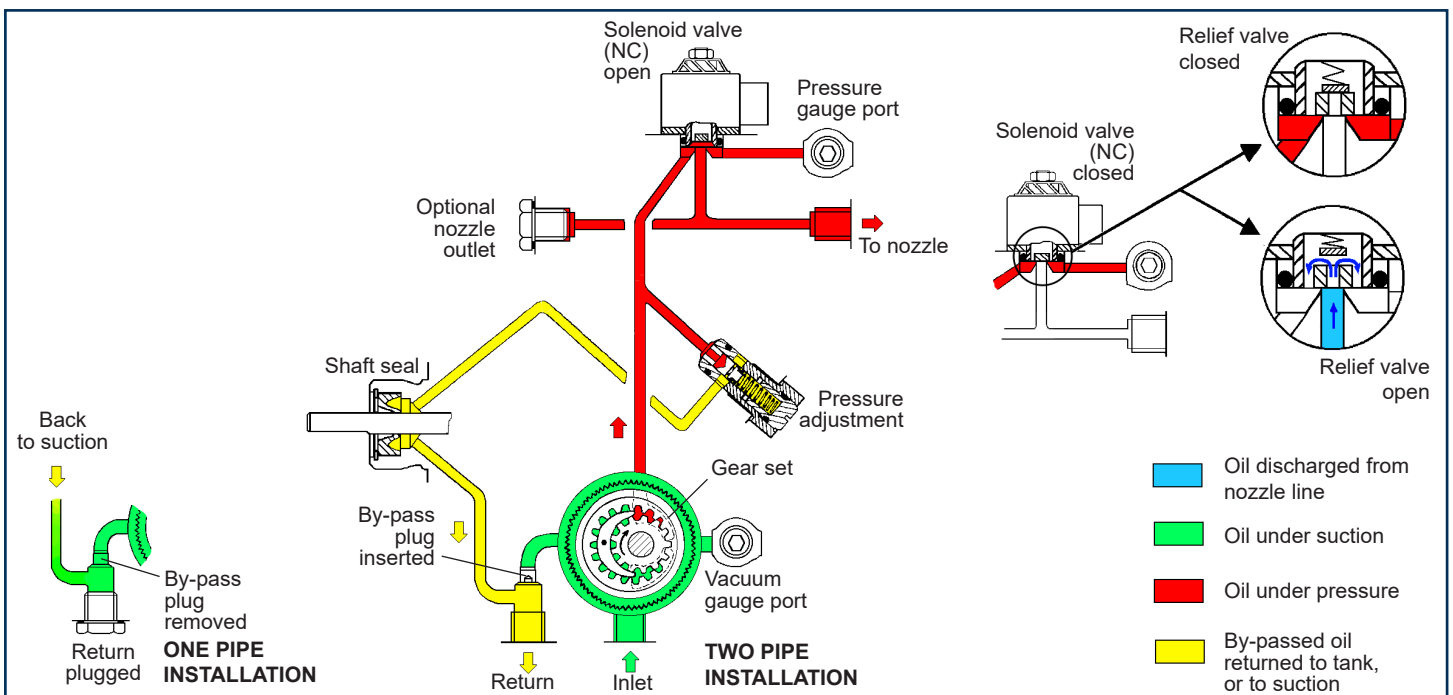 Solenoid valve
(NC)
open
Pressure
gauge port
Optional
nozzle
outlet
To nozzle
Relief valve
closed
Solenoid valve
(NC)
closed
Relief valve
open
Shaft seal
Pressure
adjustment
Back
to suction
Gear set
By-pass
plug
inserted
By-pass
plug
removed
Return
plugged
ONE PIPE
INSTALLATION
Vacuum
gauge port
TWO PIPE
INSTALLATION
Return
Inlet
Oil discharged from
nozzle line
Oil under suction
Oil under pressure
By-passed oil
returned to tank,
or to suction